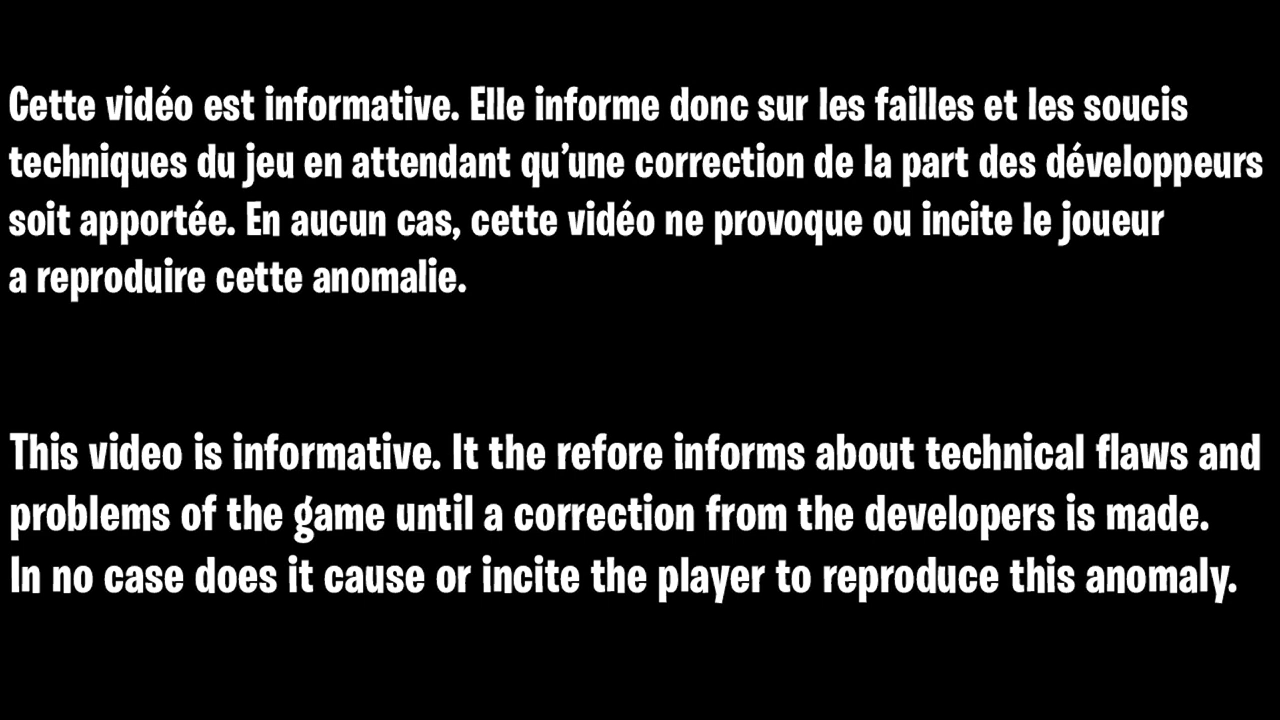 Cette vidéo est informative. Elle informe donc sur les failles et les soucis
techniques du jeu en attendant qu'une correction de la part des développeurs
soit apportée. En aucun cas, cette vidéo ne provoque ou incite le joueur
a reproduire cette anomalie.
This video is informative. It the refore informs about technical flaws and
problems of the game until a correction from the developers is made.
In no case does it cause or incite the player to reproduce this anomaly.